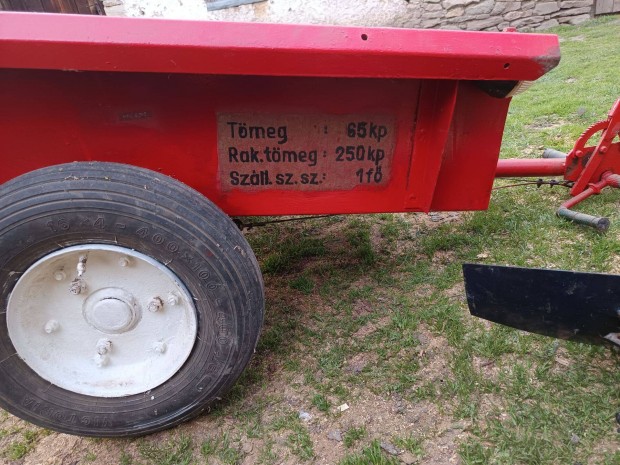 Tömeg : 65kp
Rak.tömeg: 250kp
Száll.sz.sz.: 1fő